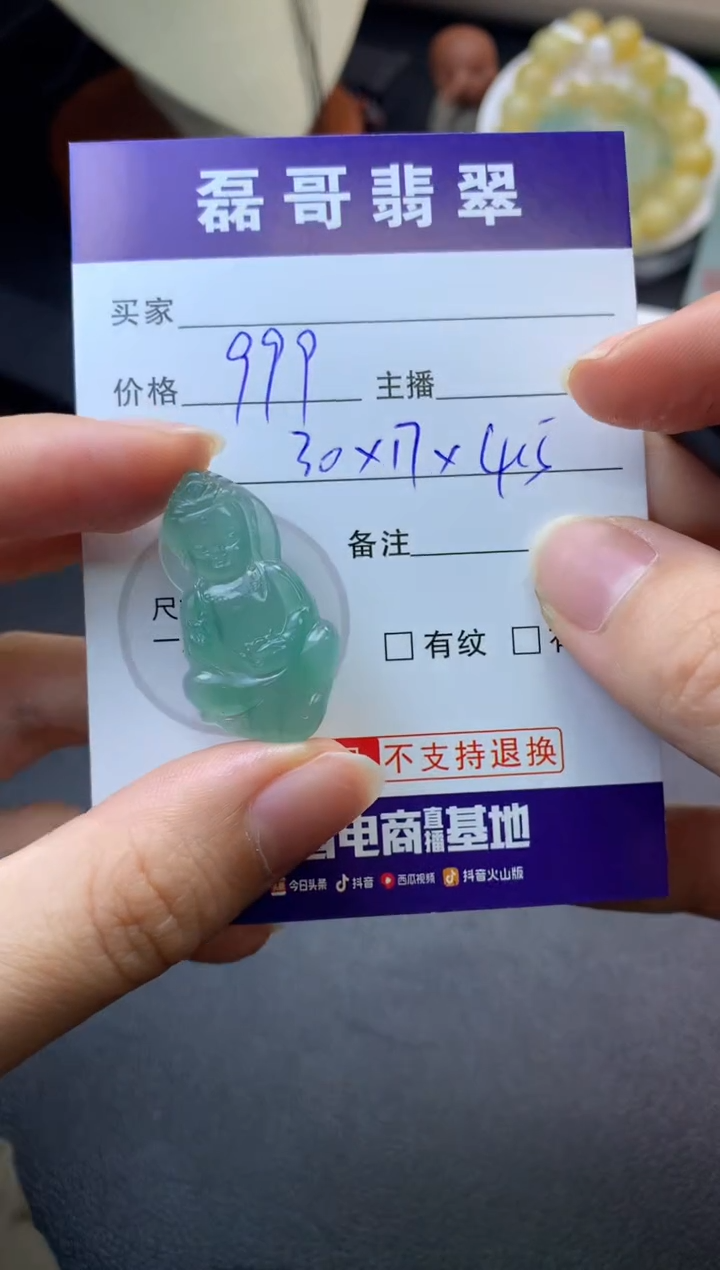 磊哥翡翠
买家
价格 999 主播
30×17×4.5
备注
尺
一
□有纹 □
不支持退换
电商直播基地
今日头条 抖音 西瓜视频 抖音火山版